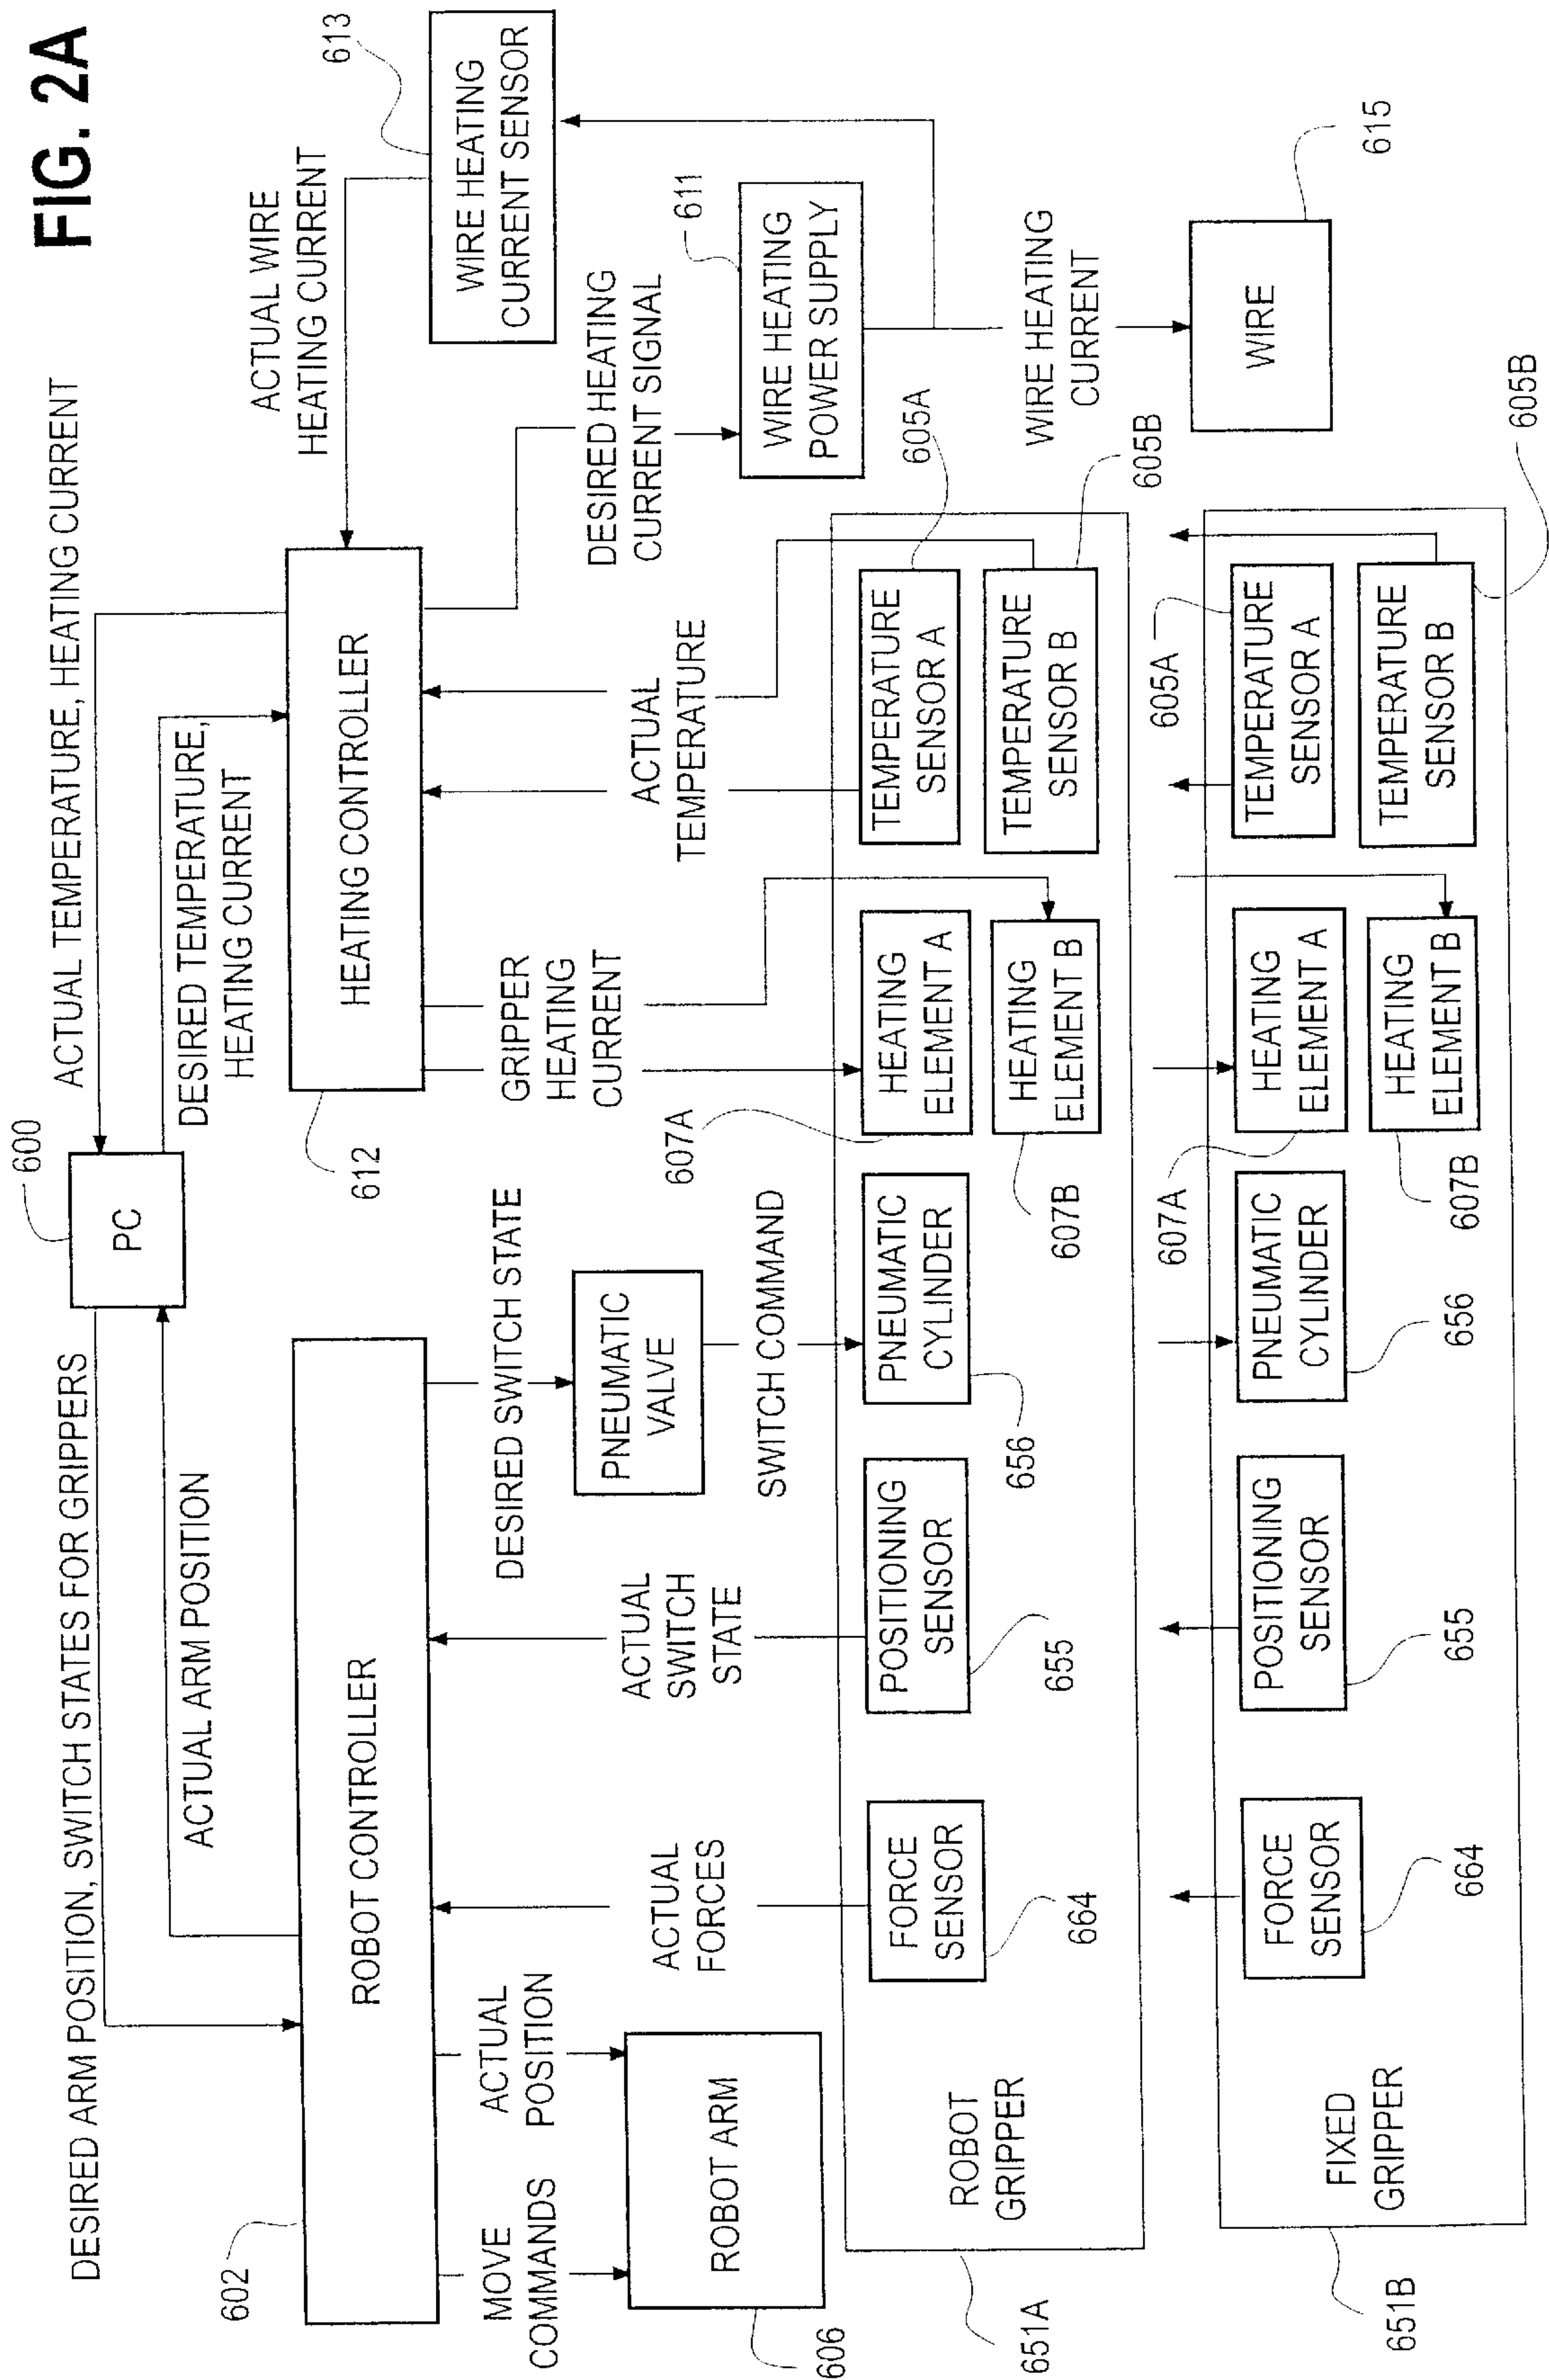 FIG. 2A
600
PC
DESIRED ARM POSITION, SWITCH STATES FOR GRIPPERS
ACTUAL ARM POSITION
ACTUAL TEMPERATURE, HEATING CURRENT
DESIRED TEMPERATURE,
HEATING CURRENT
602
ROBOT CONTROLLER
612
HEATING CONTROLLER
ACTUAL WIRE
HEATING CURRENT
613
WIRE HEATING
CURRENT SENSOR
MOVE
COMMANDS
ACTUAL
POSITION
ACTUAL
FORCES
ACTUAL
SWITCH
STATE
DESIRED SWITCH STATE
PNEUMATIC
VALVE
SWITCH COMMAND
GRIPPER
HEATING
CURRENT
ACTUAL
TEMPERATURE
DESIRED HEATING
CURRENT SIGNAL
611
WIRE HEATING
POWER SUPPLY
606
ROBOT ARM
607A
605A
605B
WIRE HEATING
CURRENT
615
WIRE
651A
ROBOT
GRIPPER
FORCE
SENSOR
664
POSITIONING
SENSOR
655
PNEUMATIC
CYLINDER
656
HEATING
ELEMENT A
HEATING
ELEMENT B
607B
TEMPERATURE
SENSOR A
TEMPERATURE
SENSOR B
651B
FIXED
GRIPPER
FORCE
SENSOR
664
POSITIONING
SENSOR
655
PNEUMATIC
CYLINDER
656
607A
HEATING
ELEMENT A
HEATING
ELEMENT B
607B
605A
TEMPERATURE
SENSOR A
TEMPERATURE
SENSOR B
605B